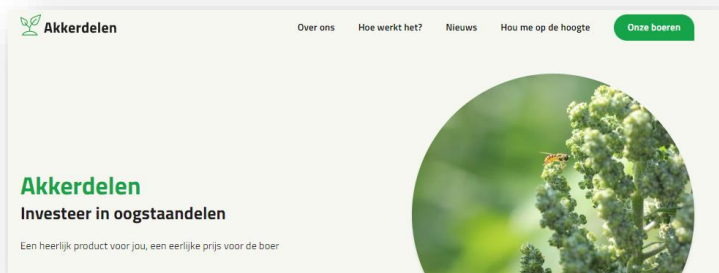 Akkerdelen
Over ons
Hoe werkt het?
Nieuws
Hou me op de hoogte
Onze boeren
Akkerdelen
Investeer in oogstaandelen
Een heerlijk product voor jou, een eerlijke prijs voor de boer